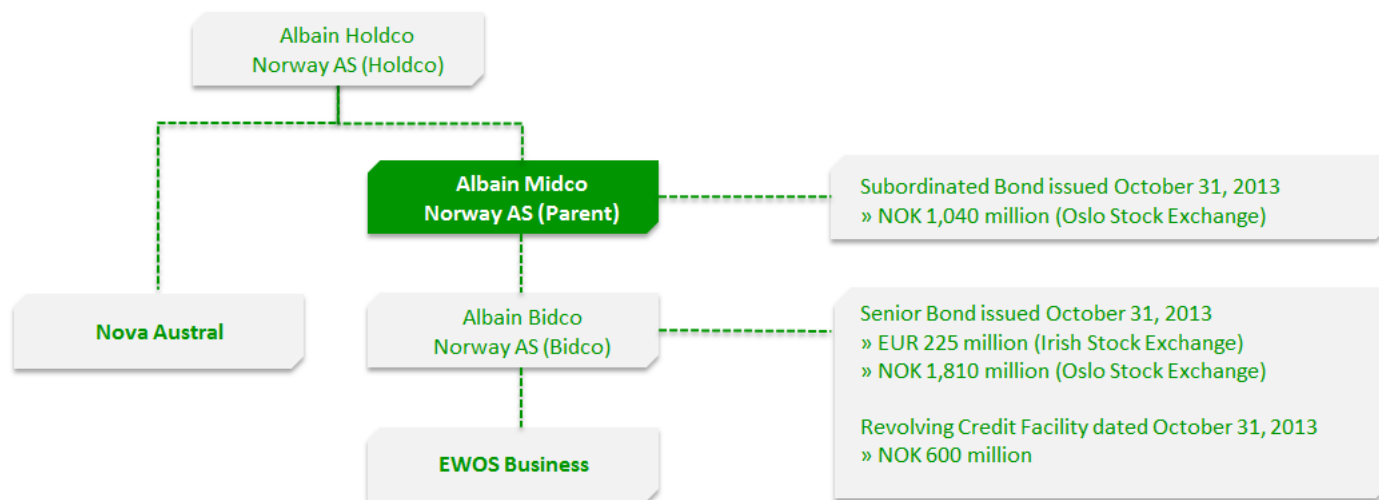 Albain Holdco
Norway AS (Holdco)
Albain Midco
Norway AS (Parent)
Subordinated Bond issued October 31, 2013
» NOK 1,040 million (Oslo Stock Exchange)
Nova Austral
Albain Bidco
Norway AS (Bidco)
Senior Bond issued October 31, 2013
» EUR 225 million (Irish Stock Exchange)
» NOK 1,810 million (Oslo Stock Exchange)
Revolving Credit Facility dated October 31, 2013
» NOK 600 million
EWOS Business